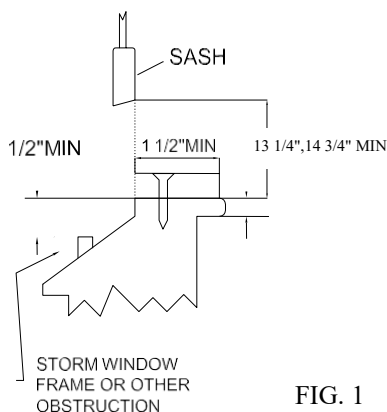 SASH
1/2"MIN
1 1/2"MIN
13 1/4",14 3/4" MIN
STORM WINDOW
FRAME OR OTHER
OBSTRUCTION
FIG. 1